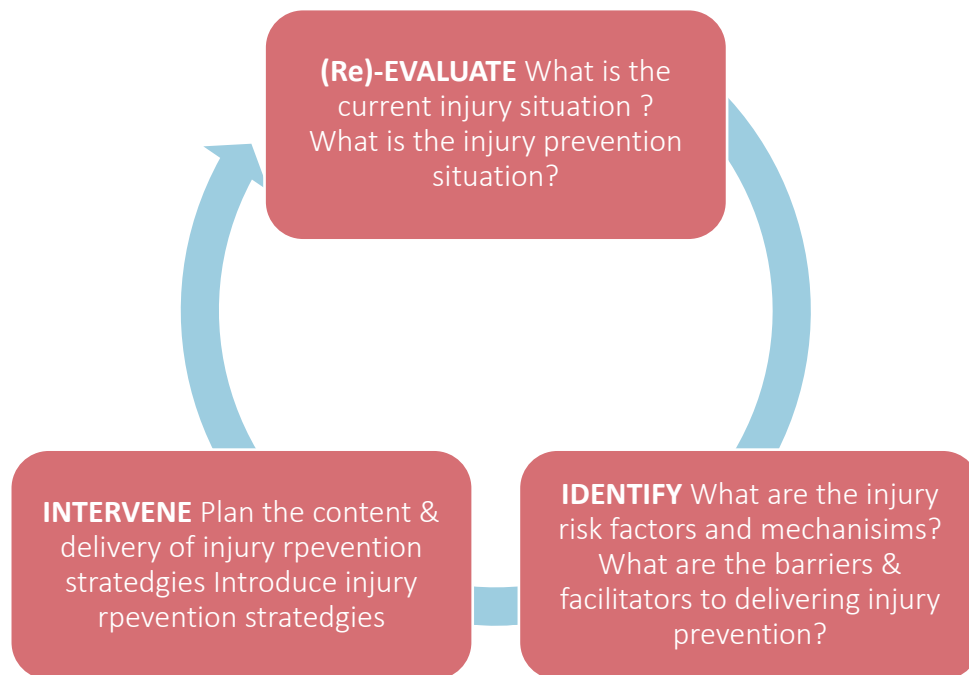 (Re)-EVALUATE What is the
current injury situation ?
What is the injury prevention
situation?
INTERVENE Plan the content &
delivery of injury rpevention
stratedgies Introduce injury
rpevention stratedgies
IDENTIFY What are the injury
risk factors and mechanisims?
What are the barriers &
facilitators to delivering injury
prevention?